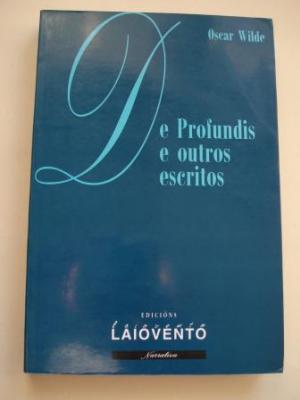 Oscar Wilde
De Profundis
e outros
escritos
EDICIÓNS
LAIOVENTO
Narrativa